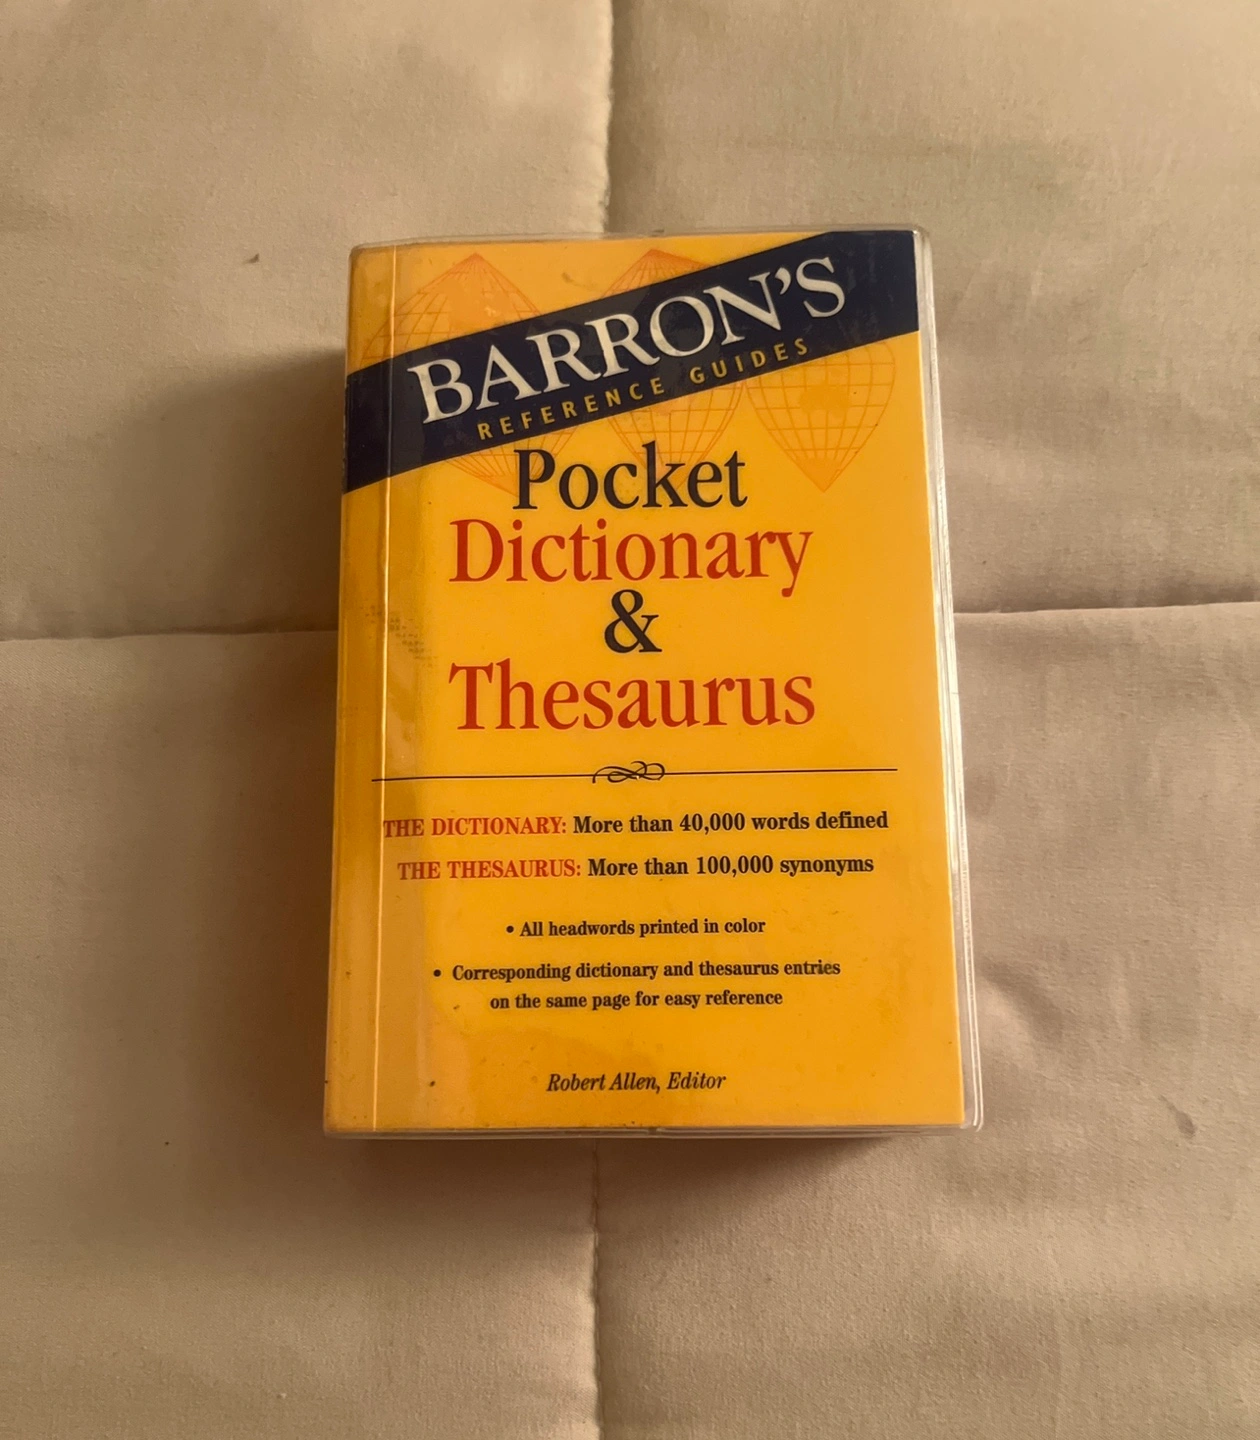 BARRON'S
REFERENCE GUIDES
Pocket
Dictionary
&
Thesaurus
THE DICTIONARY: More than 40,000 words defined
THE THESAURUS: More than 100,000 synonyms
• All headwords printed in color
• Corresponding dictionary and thesaurus entries
on the same page for easy reference
Robert Allen, Editor